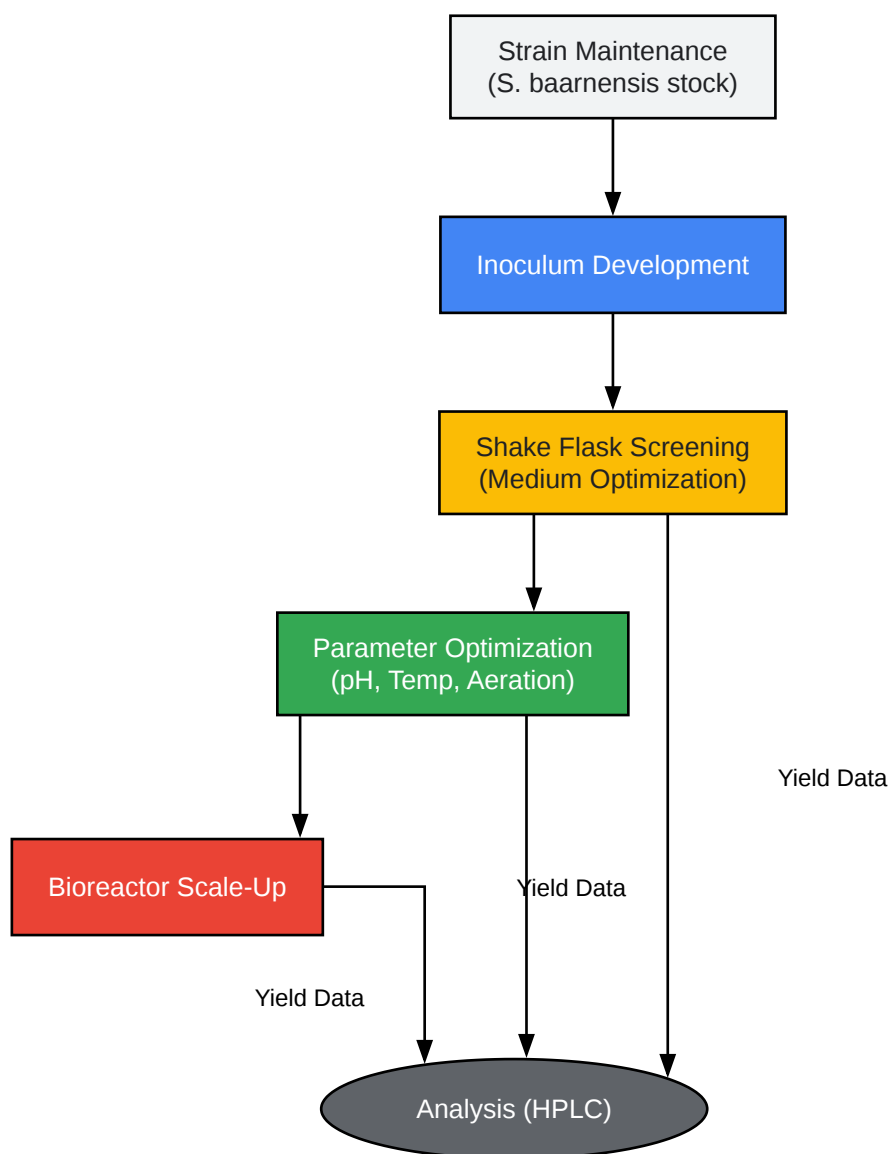 Strain Maintenance
(S. baarnensis stock)
Inoculum Development
Shake Flask Screening
(Medium Optimization)
Parameter Optimization
(pH, Temp, Aeration)
Yield Data
Bioreactor Scale-Up
Yield Data
Yield Data
Analysis (HPLC)